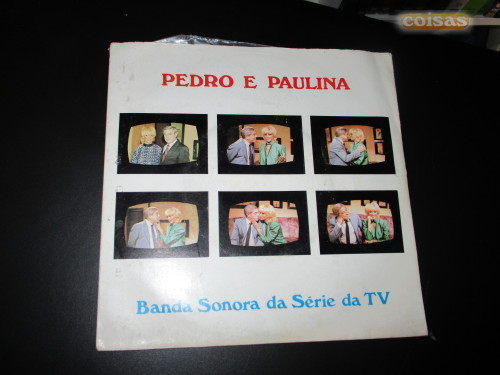 coisas
PEDRO E PAULINA
Banda Sonora da Série da TV